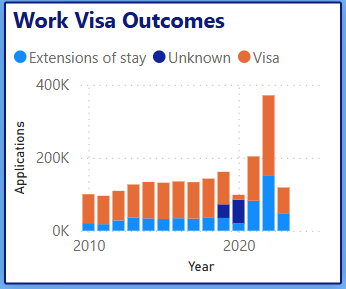 Work Visa Outcomes
Extensions of stay Unknown Visa
400K
200K
0K
Applications
2010 2020
Year